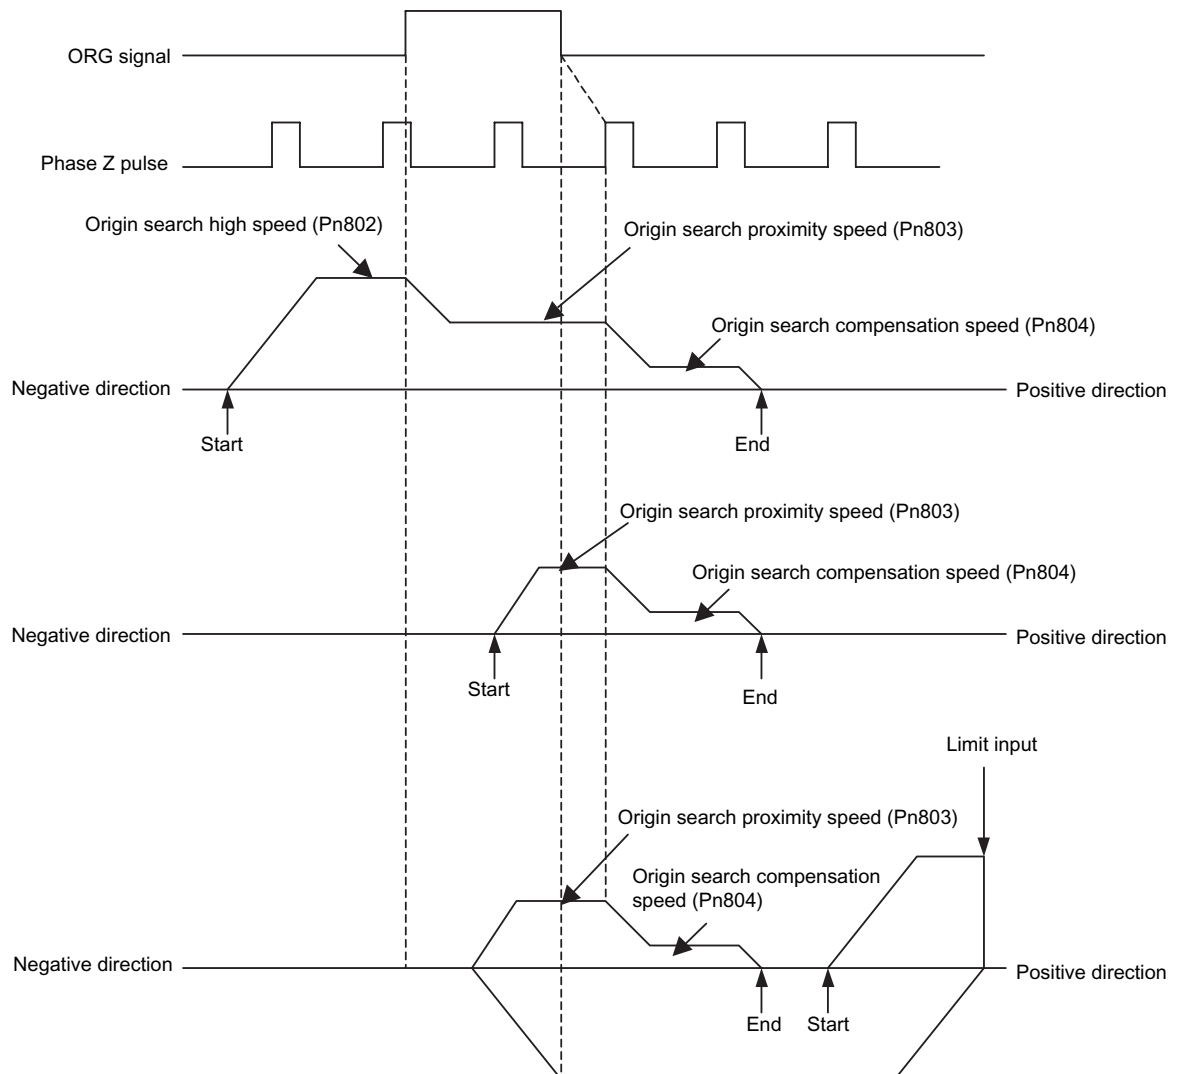 ORG signal
Phase Z pulse
Origin search high speed (Pn802)
Origin search proximity speed (Pn803)
Origin search compensation speed (Pn804)
Negative direction
Positive direction
Start
End
Origin search proximity speed (Pn803)
Origin search compensation speed (Pn804)
Negative direction
Positive direction
Start
End
Limit input
Origin search proximity speed (Pn803)
Origin search compensation
speed (Pn804)
Negative direction
Positive direction
End
Start